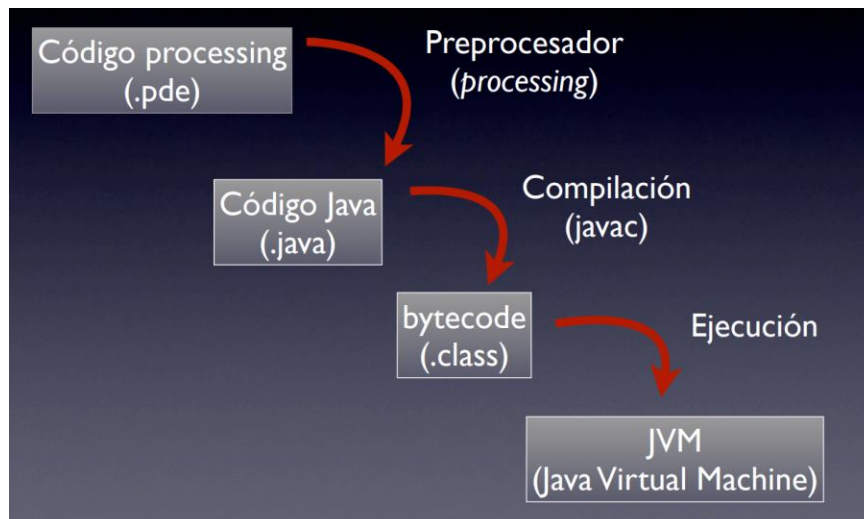 Código processing
(.pde)
Preprocesador
(processing)
Código Java
(.java)
Compilación
(javac)
bytecode
(.class)
Ejecución
JVM
(Java Virtual Machine)